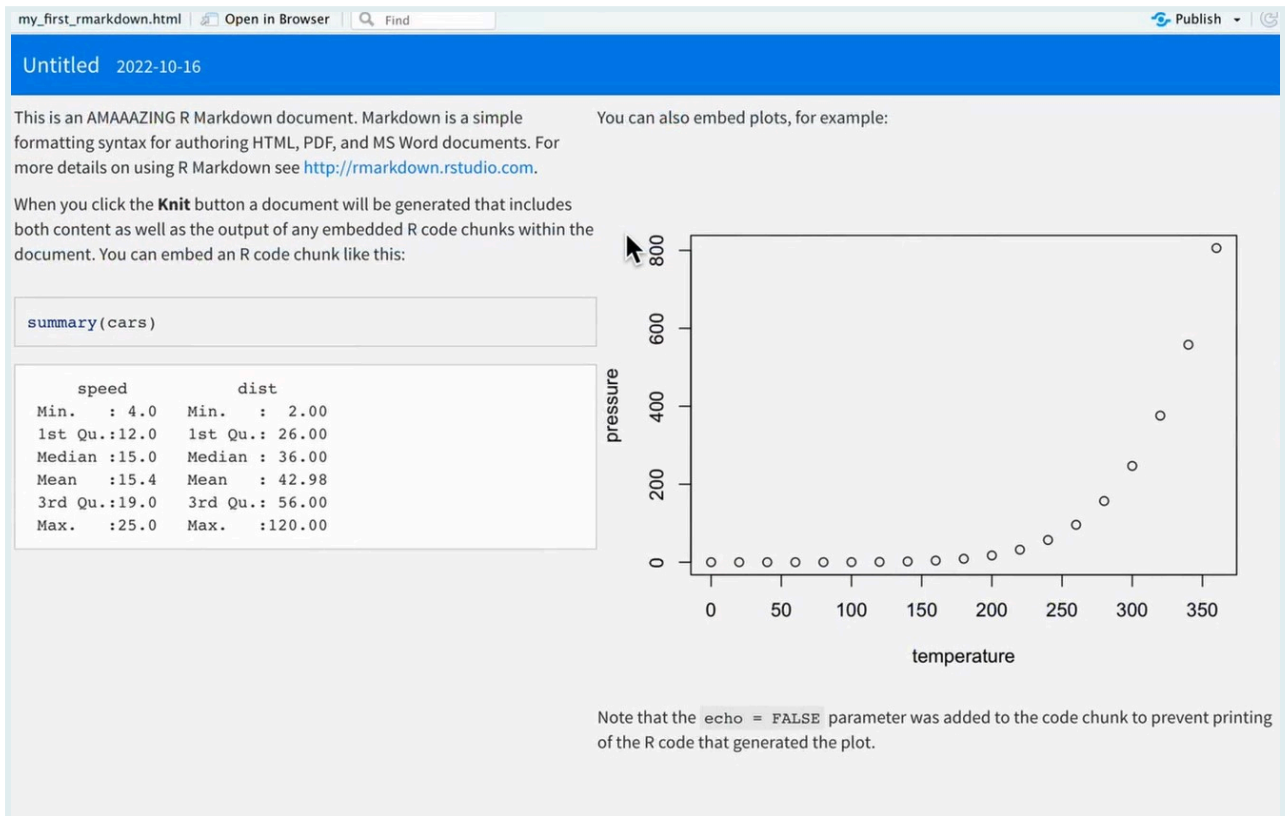 my_first_rmarkdown.html Open in Browser Find Publish
Untitled 2022-10-16
This is an AMAAAZING R Markdown document. Markdown is a simple
formatting syntax for authoring HTML, PDF, and MS Word documents. For
more details on using R Markdown see http://rmarkdown.rstudio.com.
When you click the Knit button a document will be generated that includes
both content as well as the output of any embedded R code chunks within the
document. You can embed an R code chunk like this:
summary(cars)
speed dist
Min. : 4.0 Min. : 2.00
1st Qu.:12.0 1st Qu.: 26.00
Median :15.0 Median : 36.00
Mean :15.4 Mean : 42.98
3rd Qu.:19.0 3rd Qu.: 56.00
Max. :25.0 Max. :120.00
You can also embed plots, for example:
pressure
800
600
400
200
0
0 50 100 150 200 250 300 350
temperature
Note that the echo = FALSE parameter was added to the code chunk to prevent printing
of the R code that generated the plot.